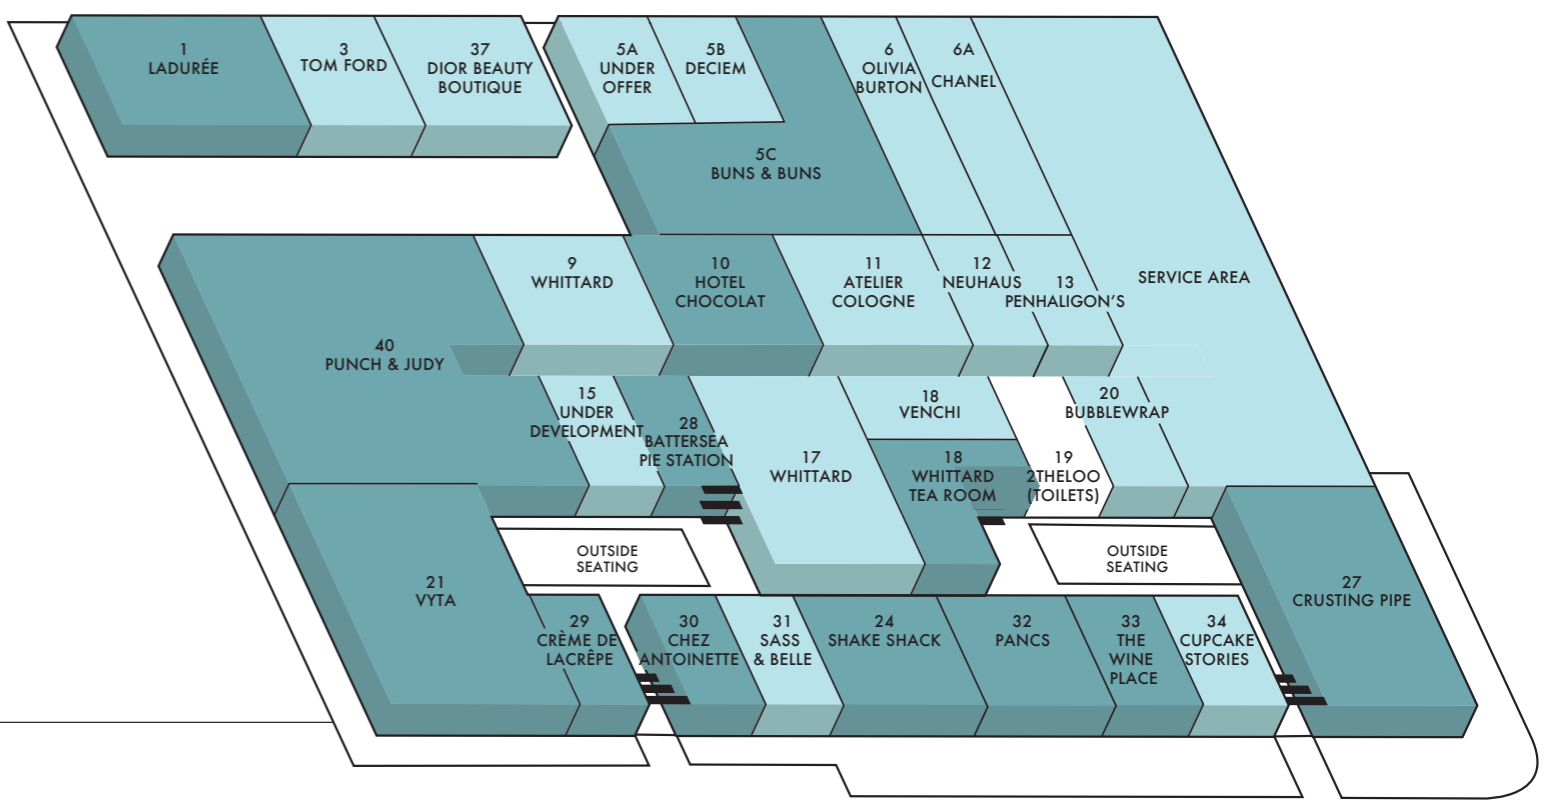 1
LADURÉE
3
TOM FORD
37
DIOR BEAUTY
BOUTIQUE
5A
UNDER
OFFER
5B
DECIEM
5C
BUNS & BUNS
6
OLIVIA
BURTON
6A
CHANEL
SERVICE AREA
40
PUNCH & JUDY
9
WHITTARD
10
HOTEL
CHOCOLAT
11
ATELIER
COLOGNE
12
NEUHAUS
13
PENHALIGON'S
15
UNDER
DEVELOPMENT
28
BATTERSEA
PIE STATION
17
WHITTARD
18
VENCHI
18
WHITTARD
TEA ROOM
19
2THELOO
(TOILETS)
20
BUBBLEWRAP
21
VYTA
OUTSIDE
SEATING
OUTSIDE
SEATING
27
CRUSTING PIPE
29
CRÈME DE
LACRÊPE
30
CHEZ
ANTOINETTE
31
SASS
& BELLE
24
SHAKE SHACK
32
PANCS
33
THE
WINE
PLACE
34
CUPCAKE
STORIES